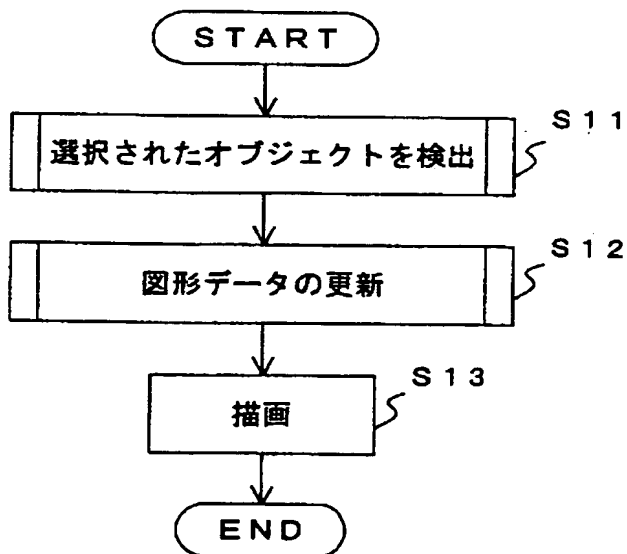 START
選択されたオブジェクトを検出
S11
図形データの更新
S12
描画
S13
END